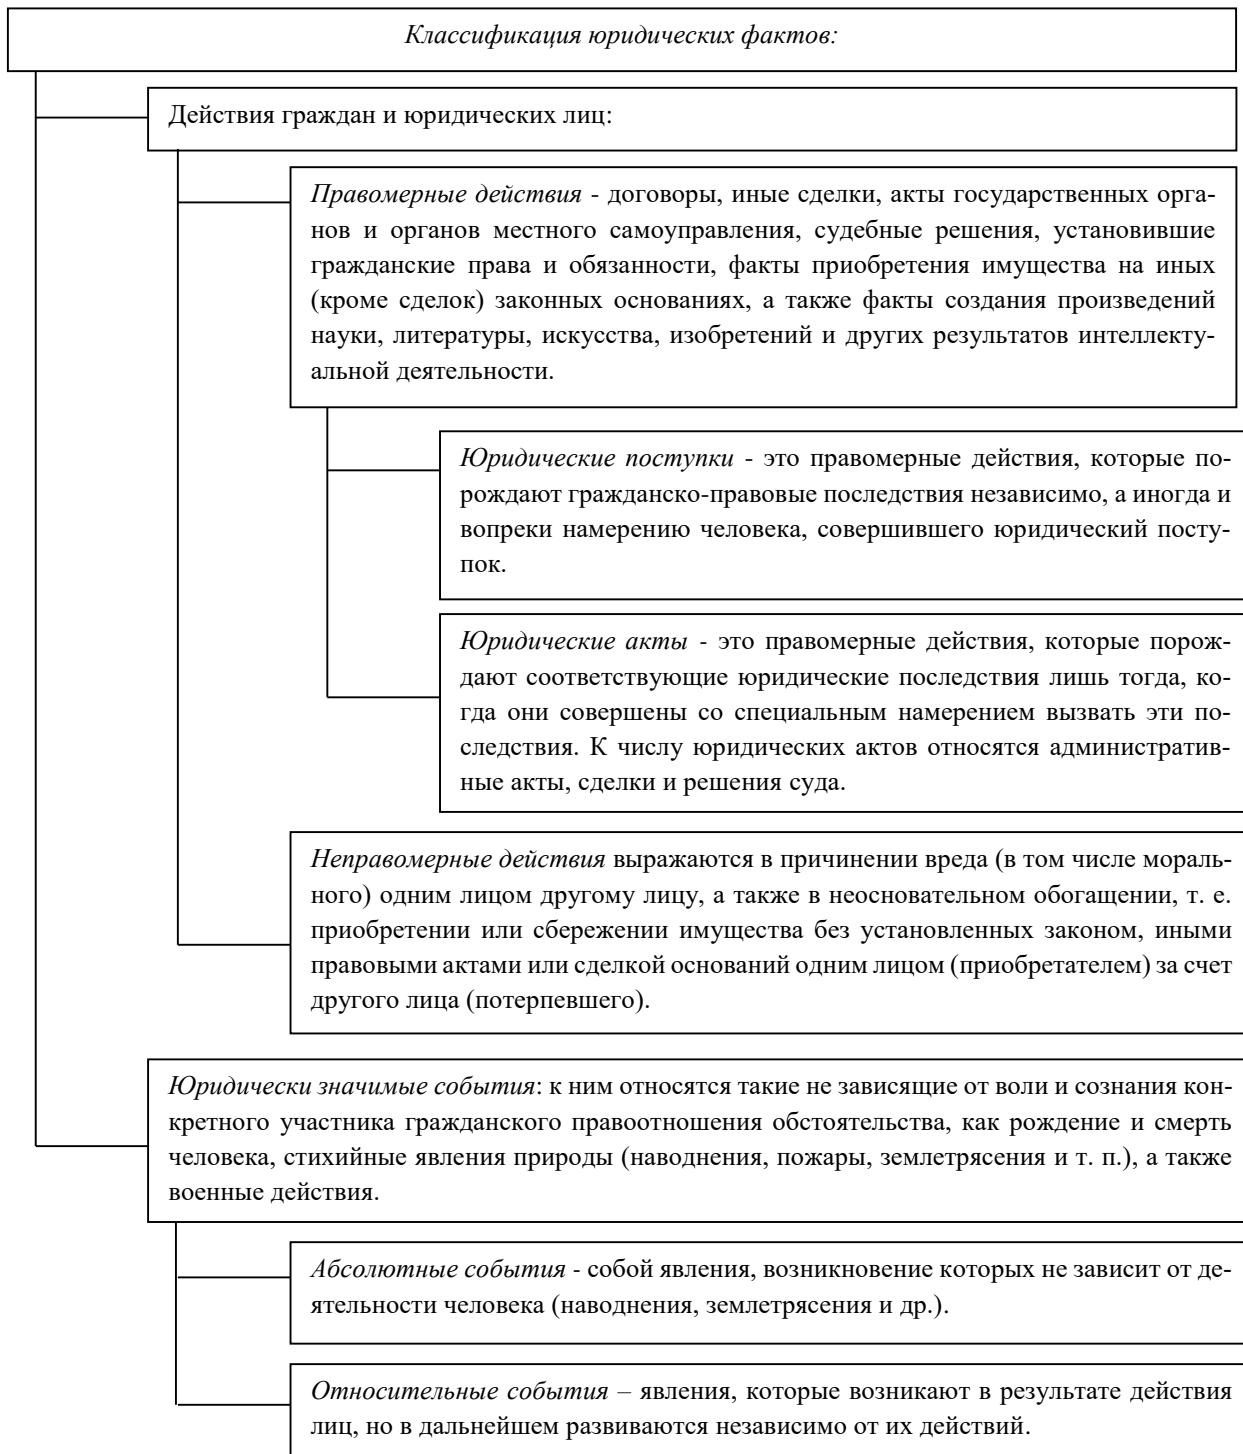 Классификация юридических фактов:
Действия граждан и юридических лиц:
Правомерные действия - договоры, иные сделки, акты государственных орга-
нов и органов местного самоуправления, судебные решения, установившие
гражданские права и обязанности, факты приобретения имущества на иных
(кроме сделок) законных основаниях, а также факты создания произведений
науки, литературы, искусства, изобретений и других результатов интеллекту-
альной деятельности.
Юридические поступки - это правомерные действия, которые по-
рождают гражданско-правовые последствия независимо, а иногда и
вопреки намерению человека, совершившего юридический посту-
пок.
Юридические акты - это правомерные действия, которые порож-
дают соответствующие юридические последствия лишь тогда, ко-
гда они совершены со специальным намерением вызвать эти по-
следствия. К числу юридических актов относятся административ-
ные акты, сделки и решения суда.
Неправомерные действия выражаются в причинении вреда (в том числе мораль-
ного) одним лицом другому лицу, а также в неосновательном обогащении, т. е.
приобретении или сбережении имущества без установленных законом, иными
правовыми актами или сделкой оснований одним лицом (приобретателем) за счет
другого лица (потерпевшего).
Юридически значимые события: к ним относятся такие не зависящие от воли и сознания кон-
кретного участника гражданского правоотношения обстоятельства, как рождение и смерть
человека, стихийные явления природы (наводнения, пожары, землетрясения и т. п.), а также
военные действия.
Абсолютные события - собой явления, возникновение которых не зависит от де-
ятельности человека (наводнения, землетрясения и др.).
Относительные события – явления, которые возникают в результате действия
лиц, но в дальнейшем развиваются независимо от их действий.